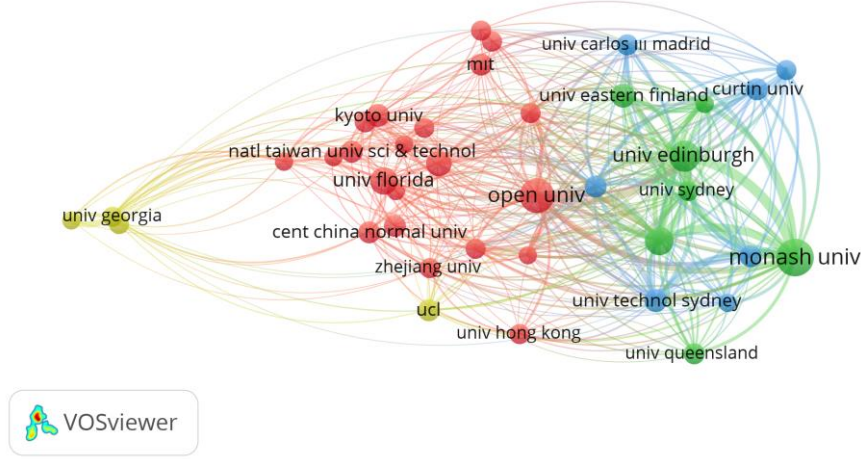 univ carlos iii madrid
mit
univ eastern finland
curtin univ
kyoto univ
natl taiwan univ sci & technol
univ edinburgh
univ florida
open univ
univ sydney
univ georgia
cent china normal univ
monash univ
zhejiang univ
univ technol sydney
ucl
univ hong kong
univ queensland
VOSviewer